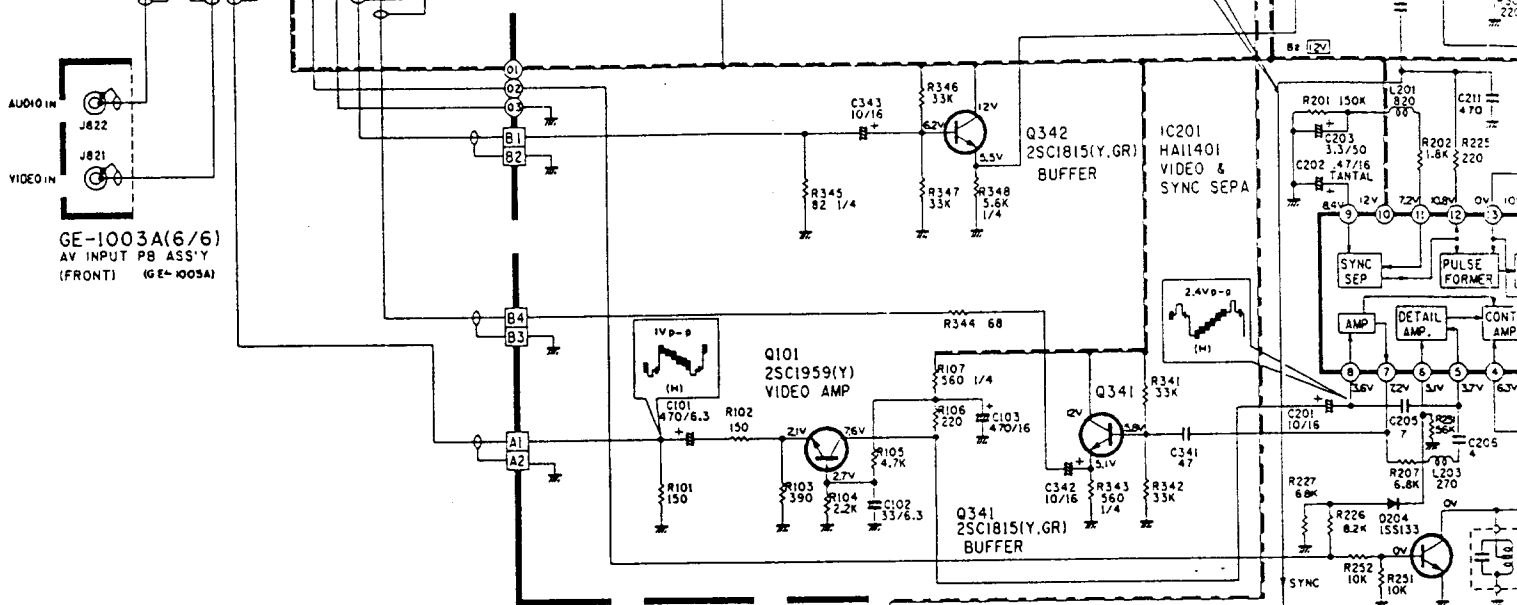 AUDIO IN
J822
J821
VIDEO IN
GE-1003A(6/6)
AV INPUT PB ASS'Y
(FRONT) (GE-1005A)
01
02
03
B1
B2
B4
B3
A1
A2
C343
10/16
R346
33K
12V
6.2V
5.5V
Q342
2SC1815(Y,GR)
BUFFER
R345
82 1/4
R347
33K
R348
5.6K
1/4
IC201
HA11401
VIDEO &
SYNC SEPA
B2 12V
R201 150K
L201
820
C211
470
C203
3.3/50
C202 .47/16
TANTAL
R202
1.8K
R225
220
8.4V
12V
7.2V
10.8V
0V
9
10
11
12
13
SYNC
SEP
PULSE
FORMER
AMP
DETAIL
AMP.
CONT
AMP
8
7
6
5
4
3.6V
7.2V
3.1V
3.7V
6.3V
2.4Vp-p
(H)
R344 68
1Vp-p
(H)
Q101
2SC1959(Y)
VIDEO AMP
C101
470/6.3
R102
150
2.1V
7.6V
2.7V
R101
150
R103
390
R104
2.2K
R105
4.7K
C102
33/6.3
R107
560 1/4
R106
220
C103
470/16
Q341
12V
5.8V
5.1V
R341
33K
C341
47
C342
10/16
R343
560
1/4
R342
33K
Q341
2SC1815(Y,GR)
BUFFER
C201
10/16
C205
7
56K
C205
4
R207
6.8K
L203
270
R227
6.8K
R226
8.2K
D204
1SS133
0V
0V
R252
10K
R251
10K
SYNC